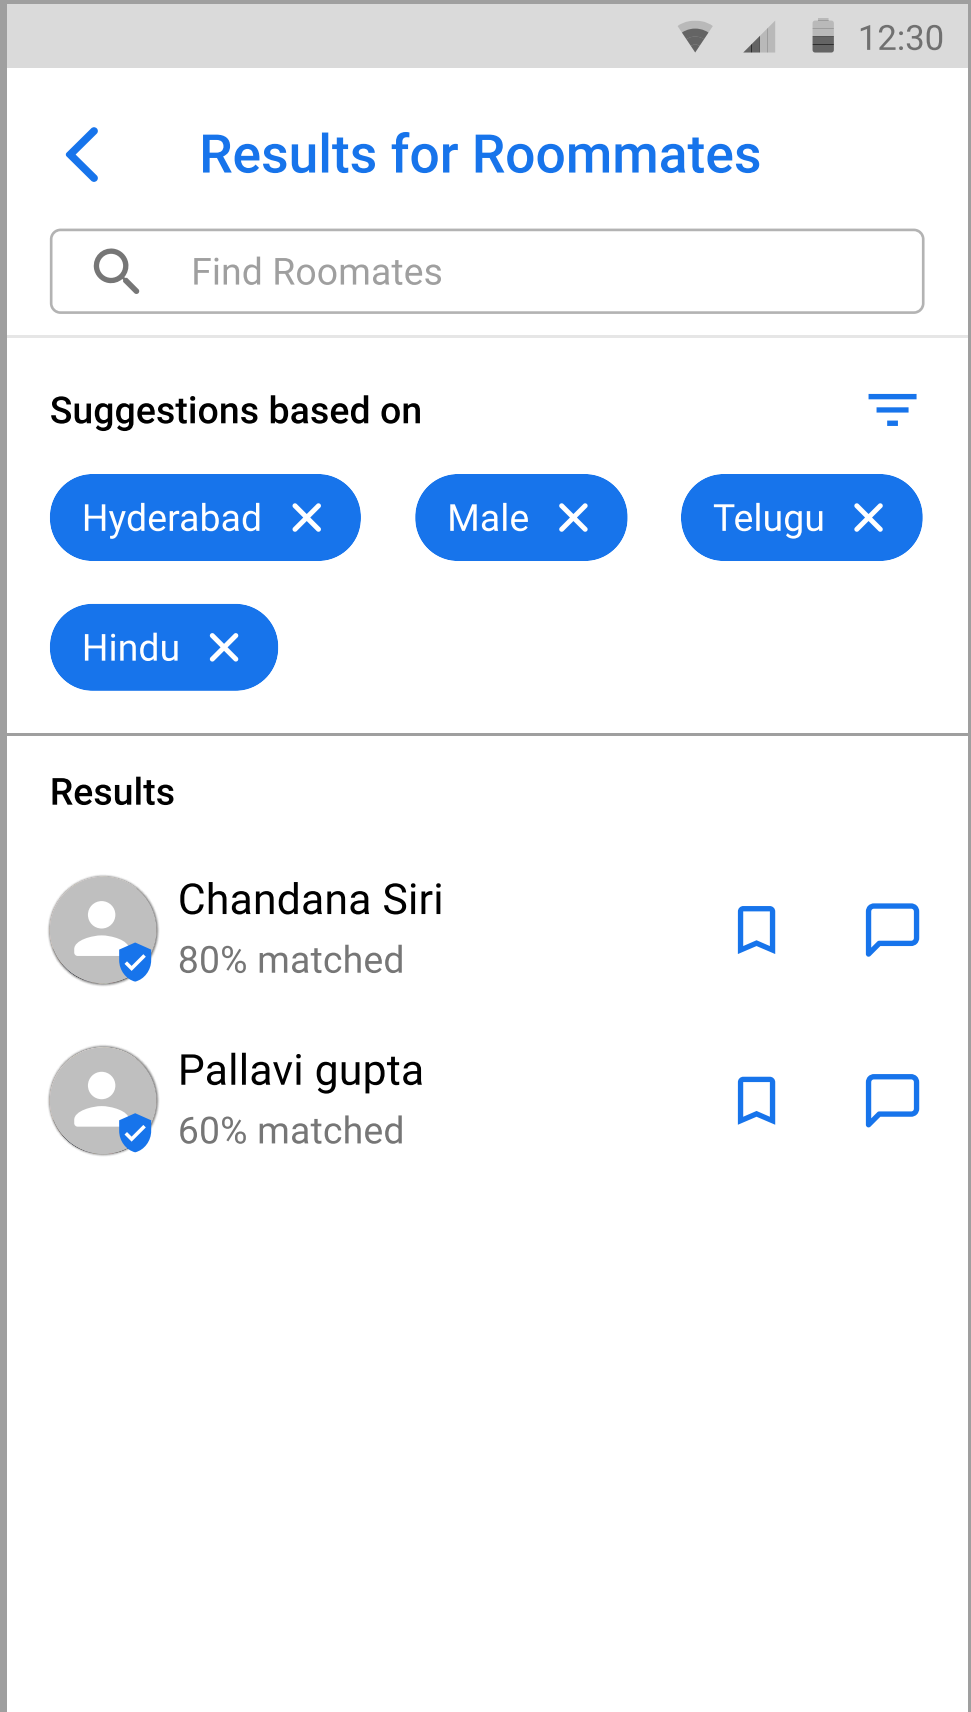 12:30
Results for Roommates
Find Roomates
Suggestions based on
Hyderabad
Male
Telugu
Hindu
Results
Chandana Siri
80% matched
Pallavi gupta
60% matched